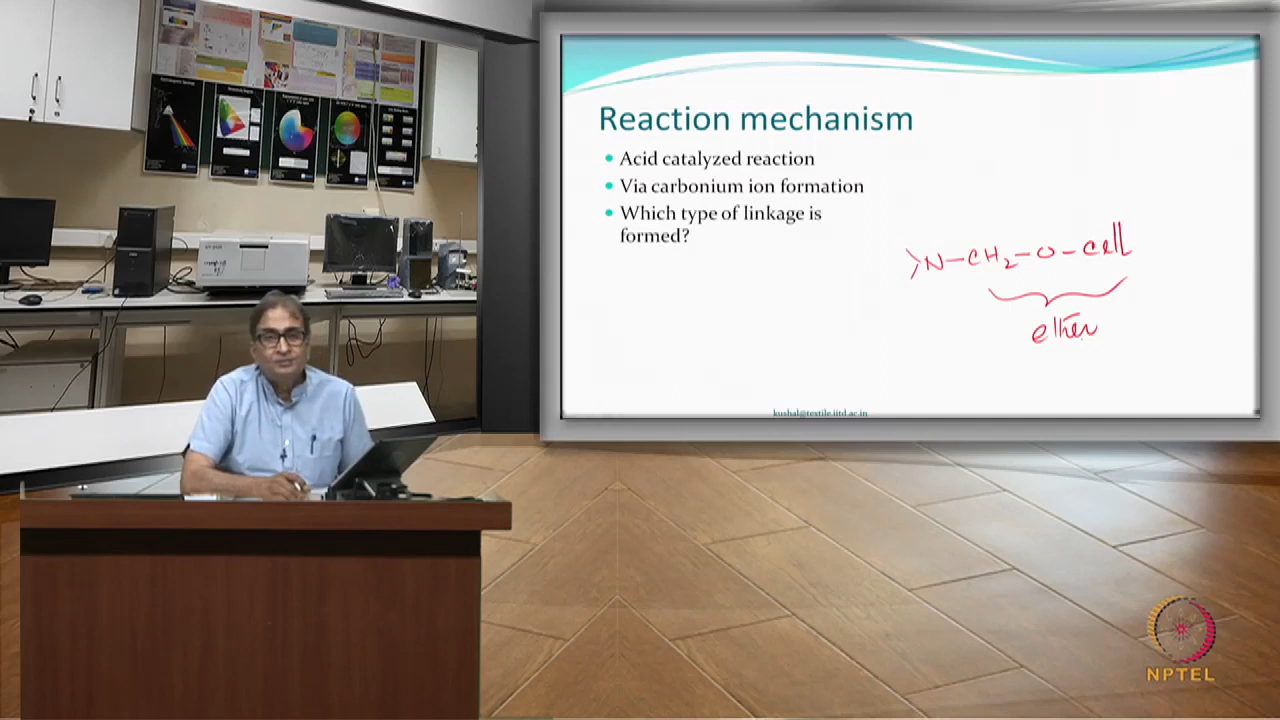 Reaction mechanism
• Acid catalyzed reaction
• Via carbonium ion formation
• Which type of linkage is
formed?
>N-CH₂-O-cell
ether
kushal@textile.iitd.ac.in
NPTEL